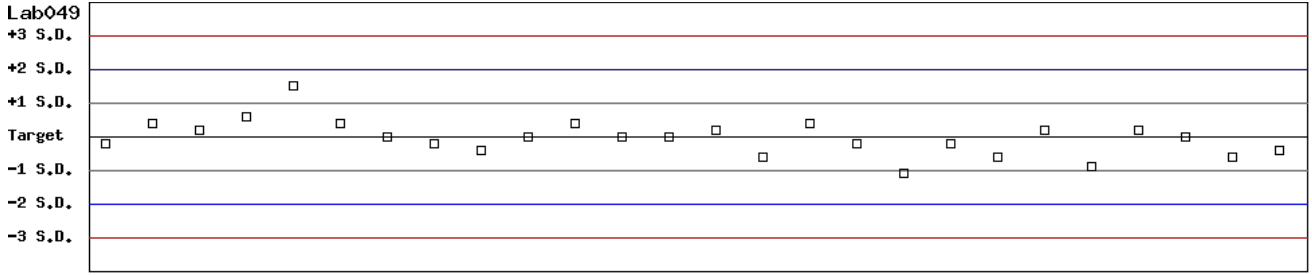 Lab049
+3 S.D.
+2 S.D.
+1 S.D.
Target
-1 S.D.
-2 S.D.
-3 S.D.